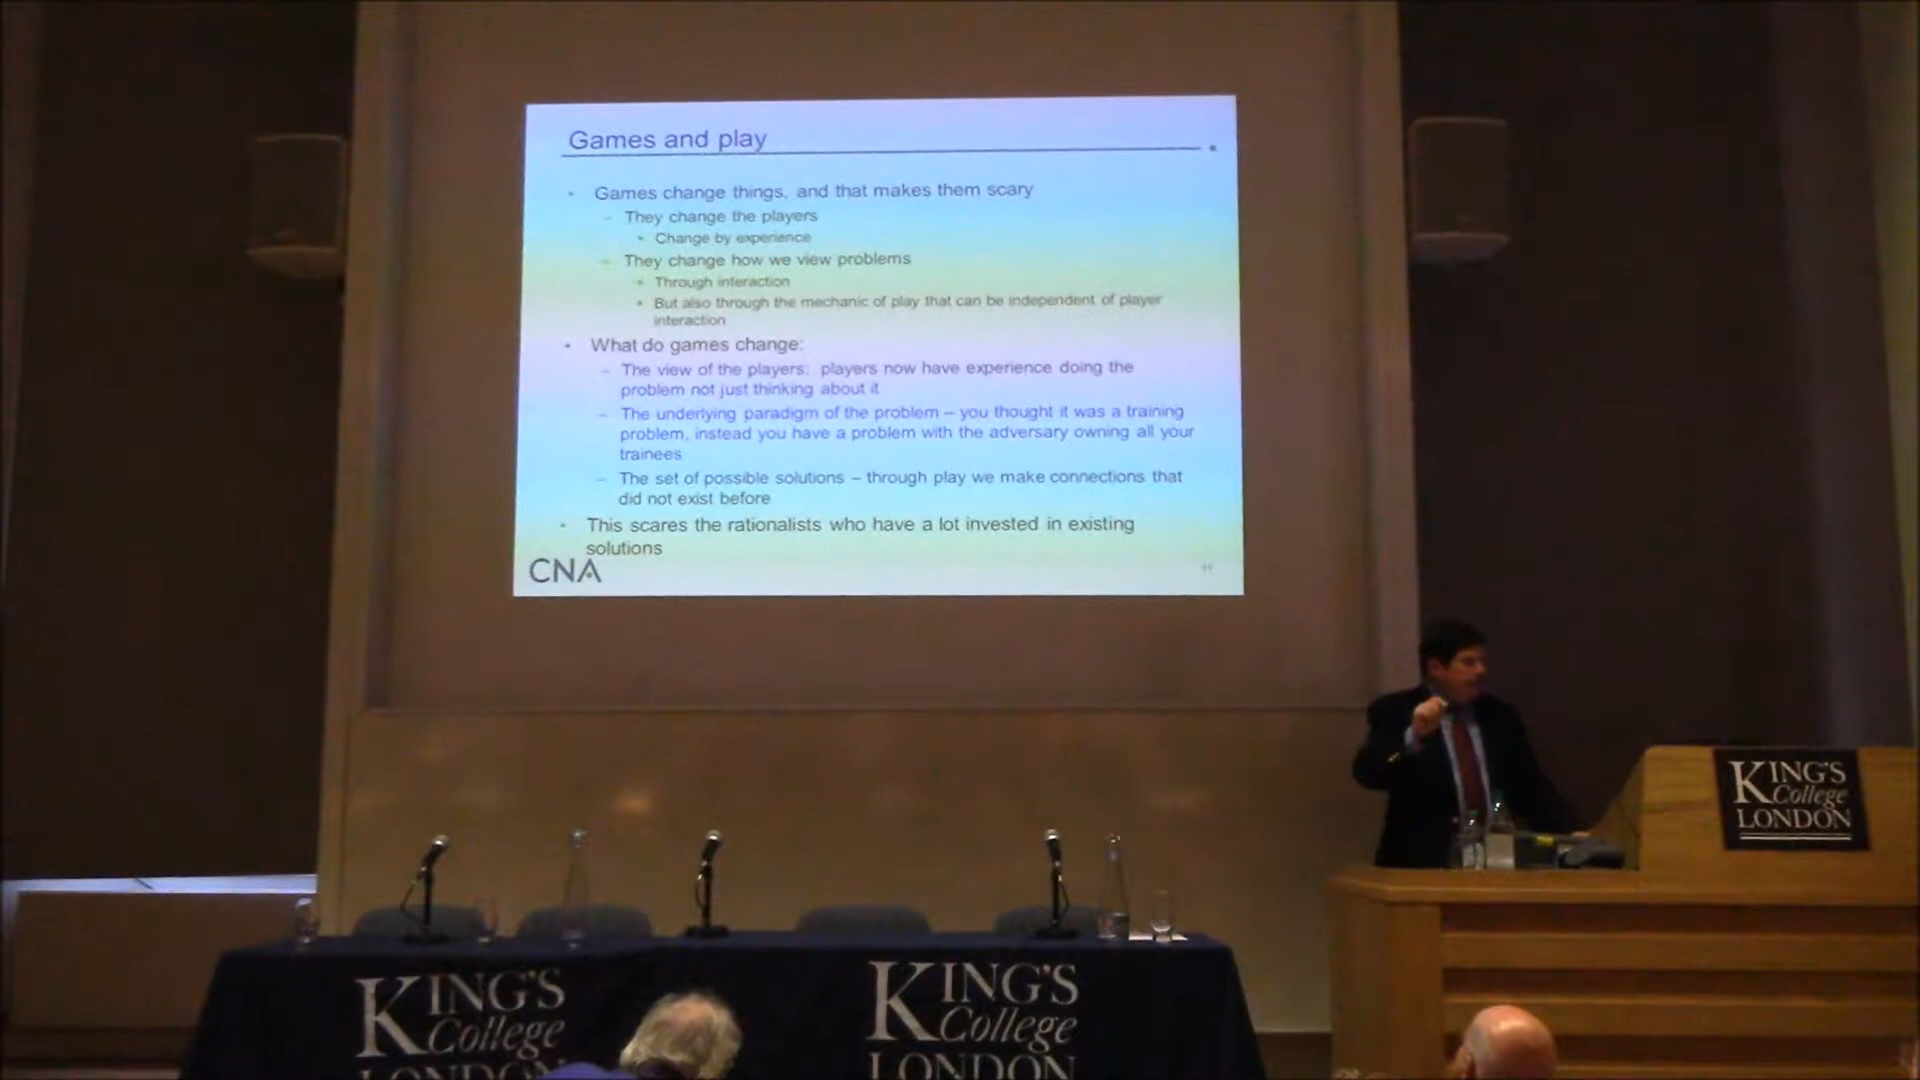 Games and play
• Games change things, and that makes them scary
– They change the players
• Change by experience
– They change how we view problems
• Through interaction
• But also through the mechanic of play that can be independent of player
interaction
• What do games change:
– The view of the players: players now have experience doing the
problem not just thinking about it
– The underlying paradigm of the problem – you thought it was a training
problem, instead you have a problem with the adversary owning all your
trainees
– The set of possible solutions – through play we make connections that
did not exist before
• This scares the rationalists who have a lot invested in existing
solutions
CNA
11
KING'S
College
LONDON
KING'S
College
LONDON
KING'S
College
LONDON